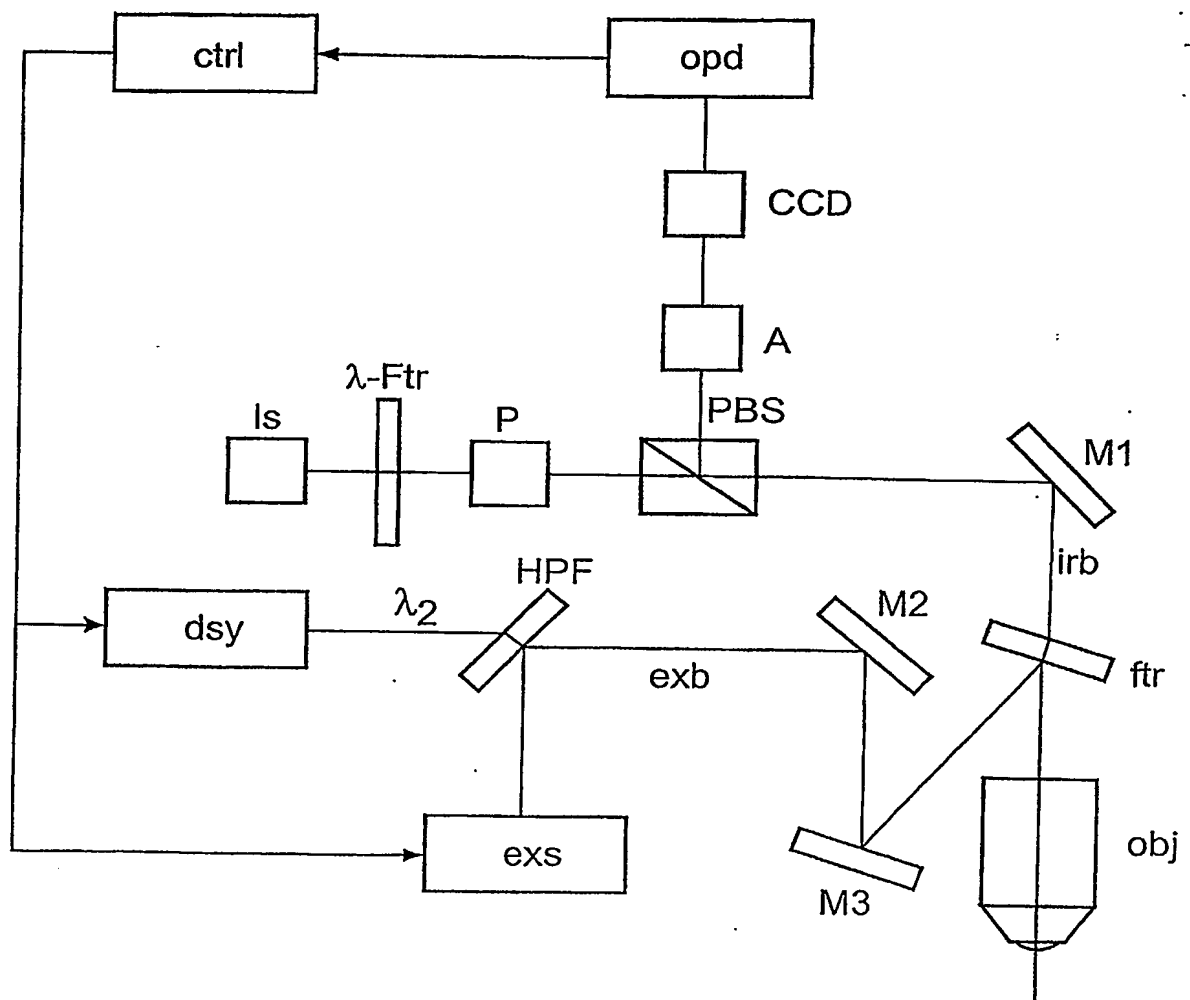 ctrl
opd
CCD
A
λ-Ftr
ls
P
PBS
M1
irb
HPF
λ2
dsy
M2
exb
ftr
exs
obj
M3